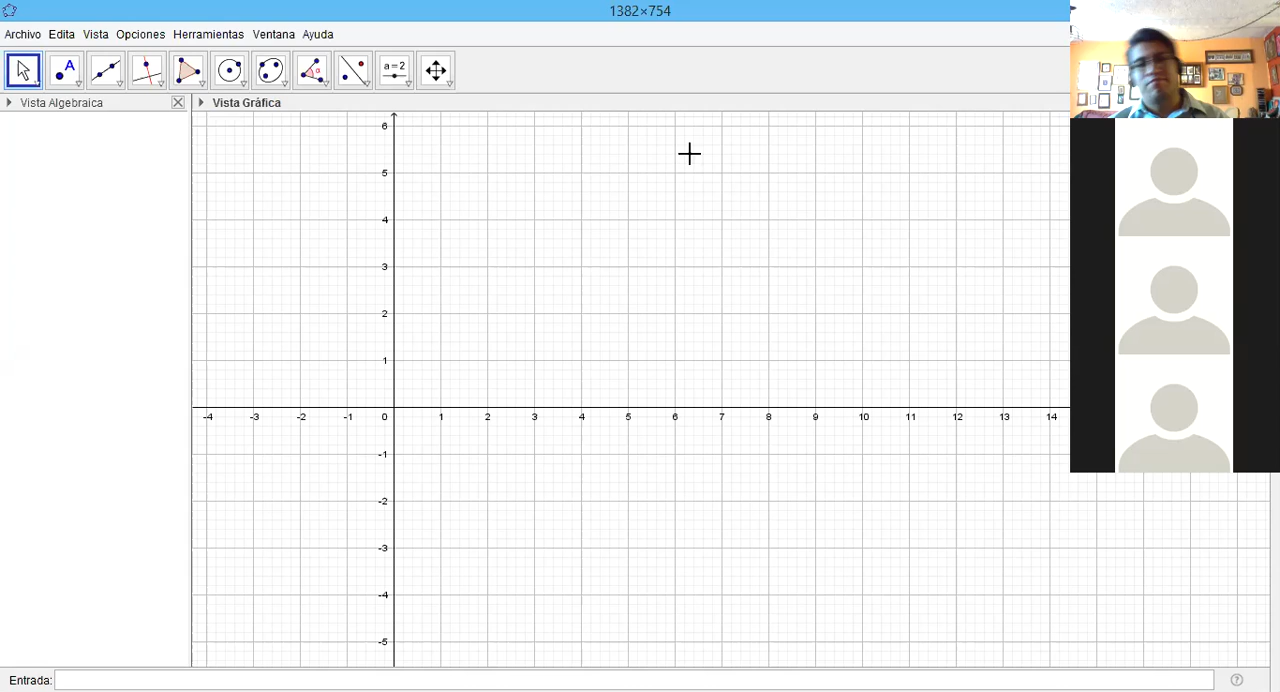 1382×754
Archivo Edita Vista Opciones Herramientas Ventana Ayuda
A α a=2
Vista Algebraica Vista Gráfica
6
5
4
3
2
1
-4 -3 -2 -1 0 1 2 3 4 5 6 7 8 9 10 11 12 13 14
-1
-2
-3
-4
-5
Entrada: ?